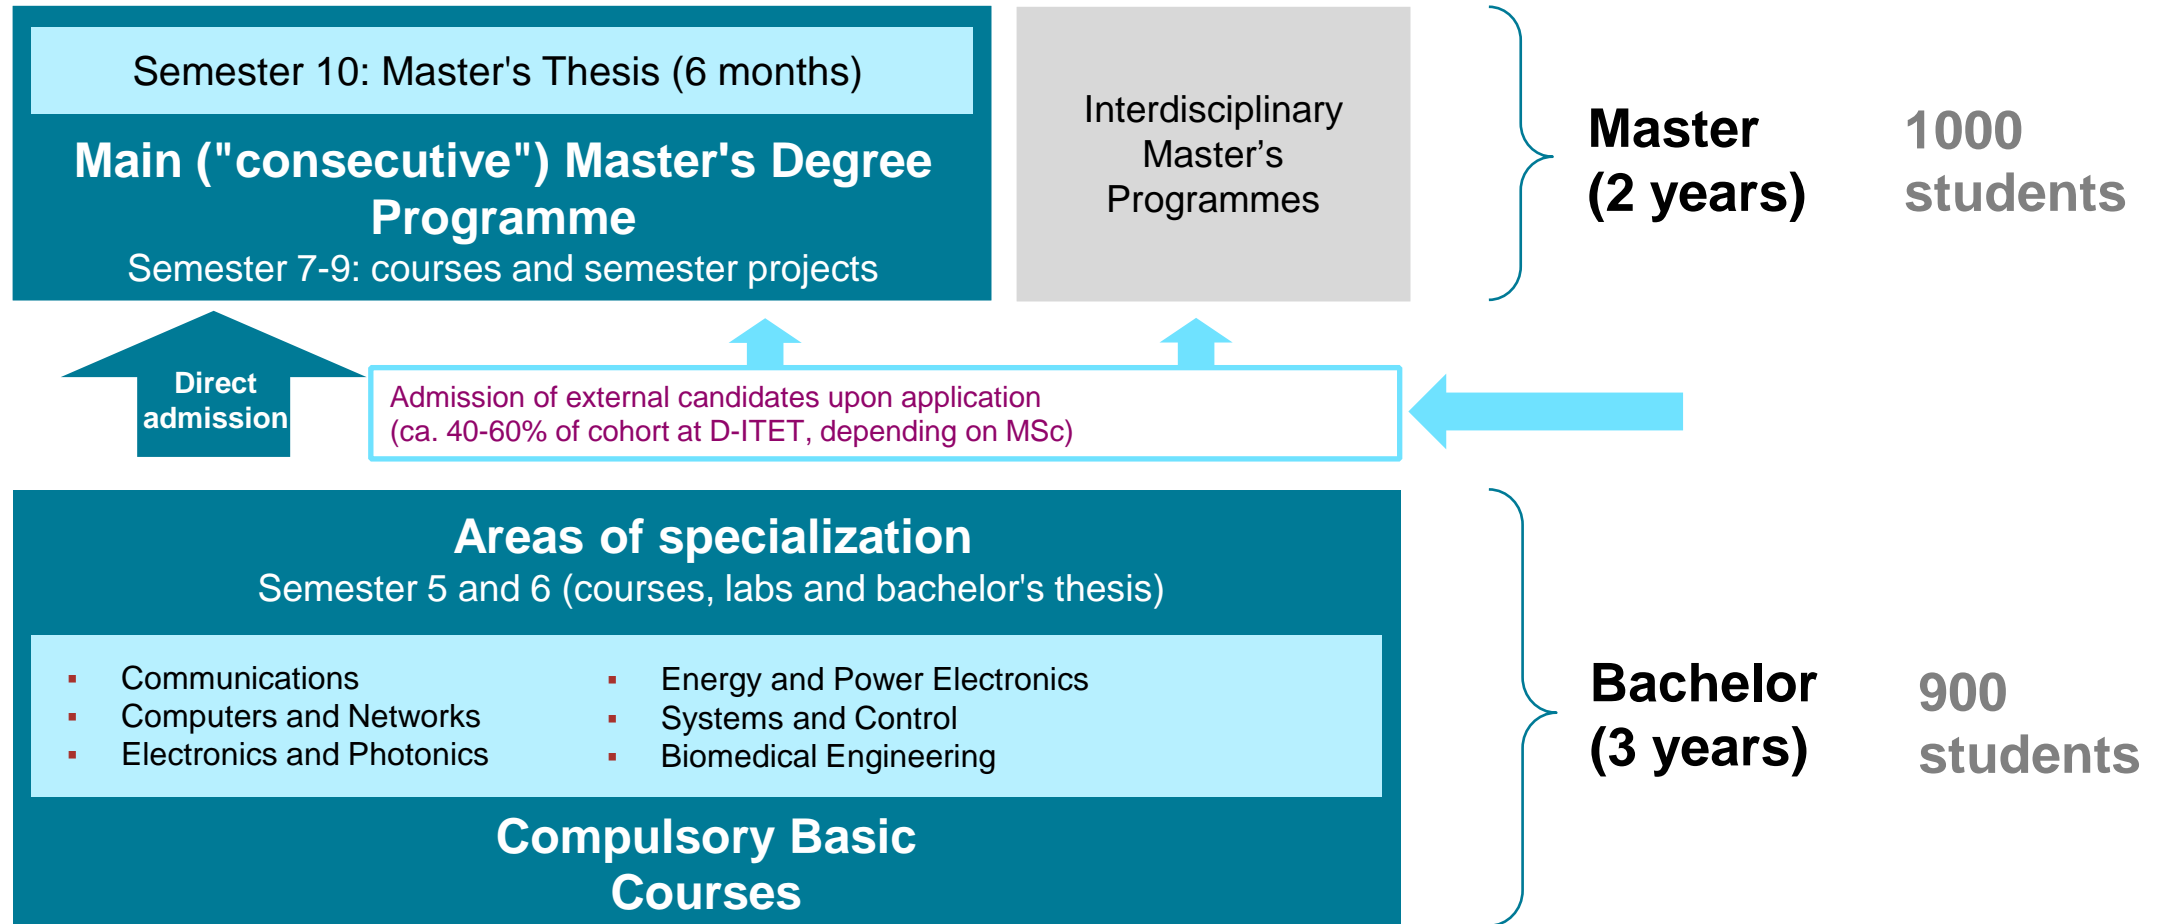 Semester 10: Master's Thesis (6 months)
Main ("consecutive") Master's Degree
Programme
Semester 7-9: courses and semester projects
Interdisciplinary
Master’s
Programmes
Master
(2 years)
1000
students
Direct
admission
Admission of external candidates upon application
(ca. 40-60% of cohort at D-ITET, depending on MSc)
Areas of specialization
Semester 5 and 6 (courses, labs and bachelor's thesis)
▪ Communications
▪ Computers and Networks
▪ Electronics and Photonics
▪ Energy and Power Electronics
▪ Systems and Control
▪ Biomedical Engineering
Compulsory Basic
Courses
Bachelor
(3 years)
900
students